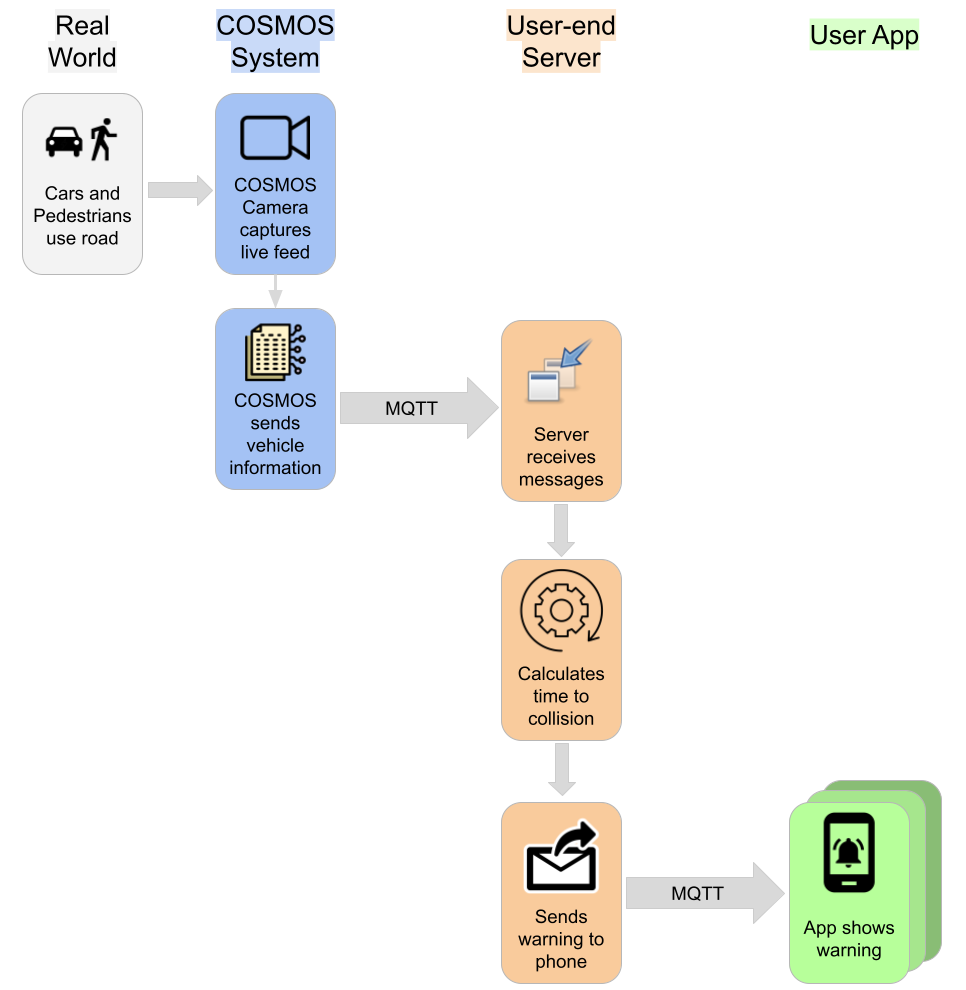 Real
World
COSMOS
System
User-end
Server
User App
Cars and
Pedestrians
use road
COSMOS
Camera
captures
live feed
COSMOS
sends
vehicle
information
MQTT
Server
receives
messages
Calculates
time to
collision
Sends
warning to
phone
MQTT
App shows
warning